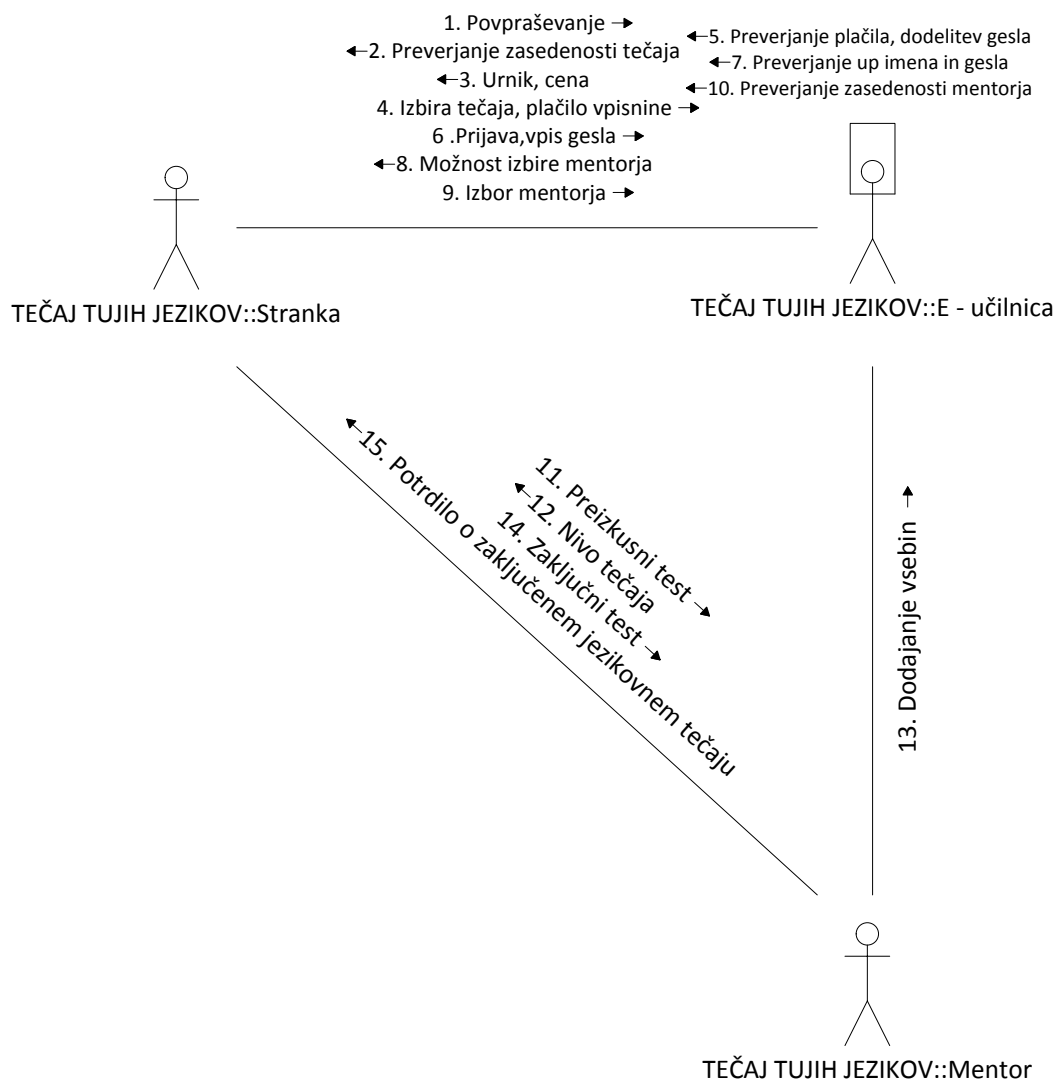 1. Povpraševanje
2. Preverjanje zasedenosti tečaja
3. Urnik, cena
4. Izbira tečaja, plačilo vpisnine
6 .Prijava,vpis gesla
8. Možnost izbire mentorja
9. Izbor mentorja
5. Preverjanje plačila, dodelitev gesla
7. Preverjanje up imena in gesla
10. Preverjanje zasedenosti mentorja
TEČAJ TUJIH JEZIKOV::Stranka
TEČAJ TUJIH JEZIKOV::E - učilnica
11. Preizkusni test
12. Nivo tečaja
14. Zaključni test
15. Potrdilo o zaključenem jezikovnem tečaju
13. Dodajanje vsebin
TEČAJ TUJIH JEZIKOV::Mentor